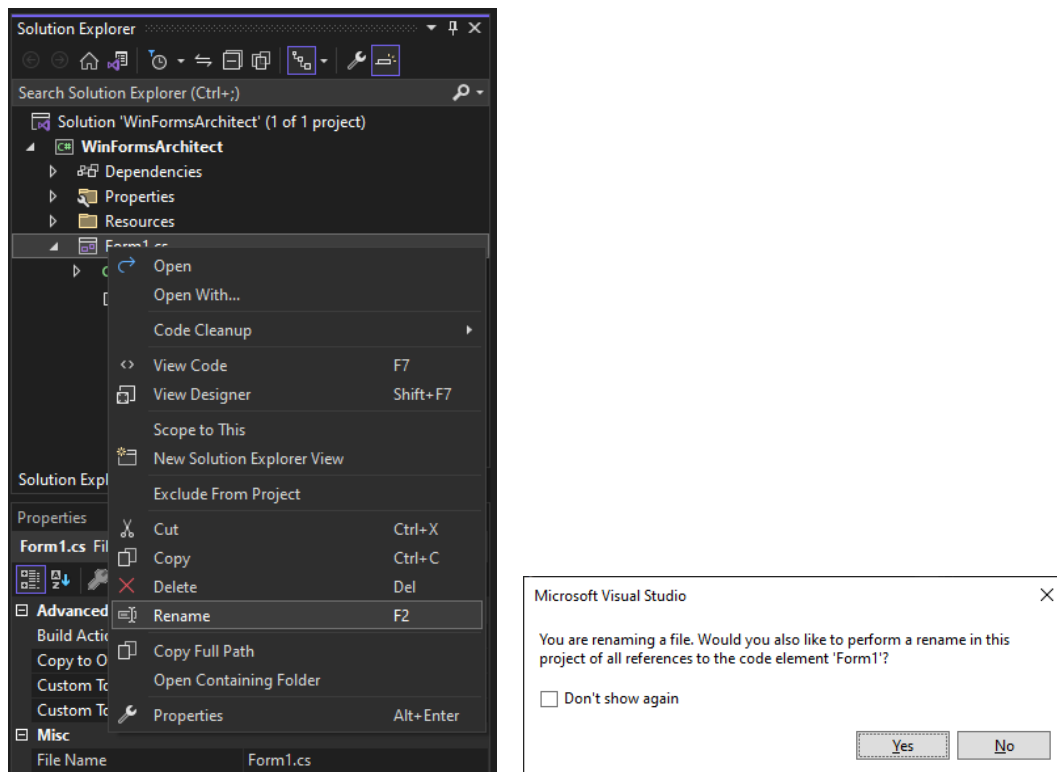 Solution Explorer
Search Solution Explorer (Ctrl+;)
Solution 'WinFormsArchitect' (1 of 1 project)
C# WinFormsArchitect
Dependencies
Properties
Resources
Form1.cs
Open
Open With...
Code Cleanup
View Code F7
View Designer Shift+F7
Scope to This
New Solution Explorer View
Solution Expl
Exclude From Project
Properties
Cut Ctrl+X
Form1.cs Fil
Copy Ctrl+C
Delete Del
Advanced
Rename F2
Build Actio
Copy to O
Copy Full Path
Custom To
Open Containing Folder
Custom To
Properties Alt+Enter
Misc
File Name Form1.cs
Microsoft Visual Studio
You are renaming a file. Would you also like to perform a rename in this
project of all references to the code element 'Form1'?
Don't show again
Yes No